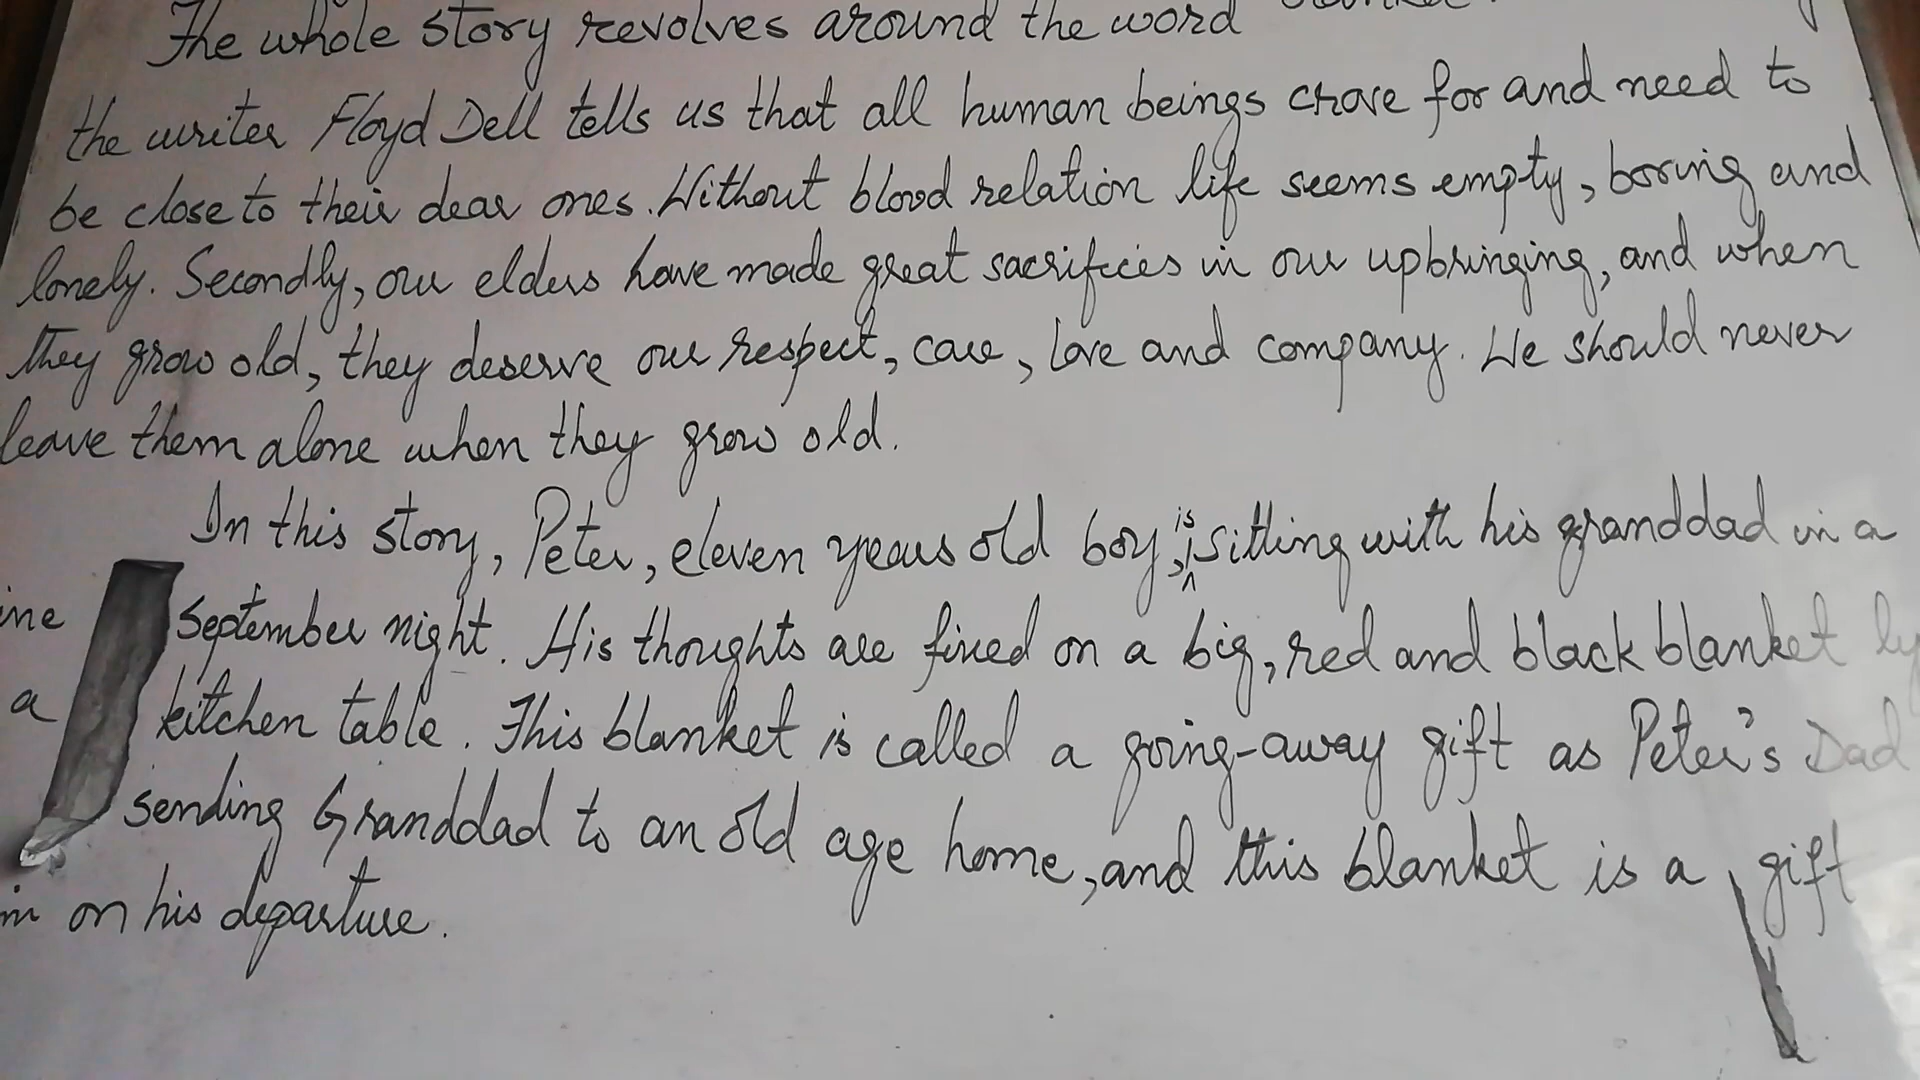 The whole story revolves around the word
the writer Floyd Dell tells us that all human beings crave for and need to
be close to their dear ones. Without blood relation life seems empty, boring and
lonely. Secondly, our elders have made great sacrifices in our upbringing, and when
they grow old, they deserve our respect, care, love and company. We should never
leave them alone when they grow old.
In this story, Peter, eleven years old boy, is sitting with his granddad in a
September night. His thoughts are fixed on a big, red and black blanket
a kitchen table. This blanket is called a going-away gift as Peter's Dad
sending Granddad to an old age home, and this blanket is a gift
on his departure.